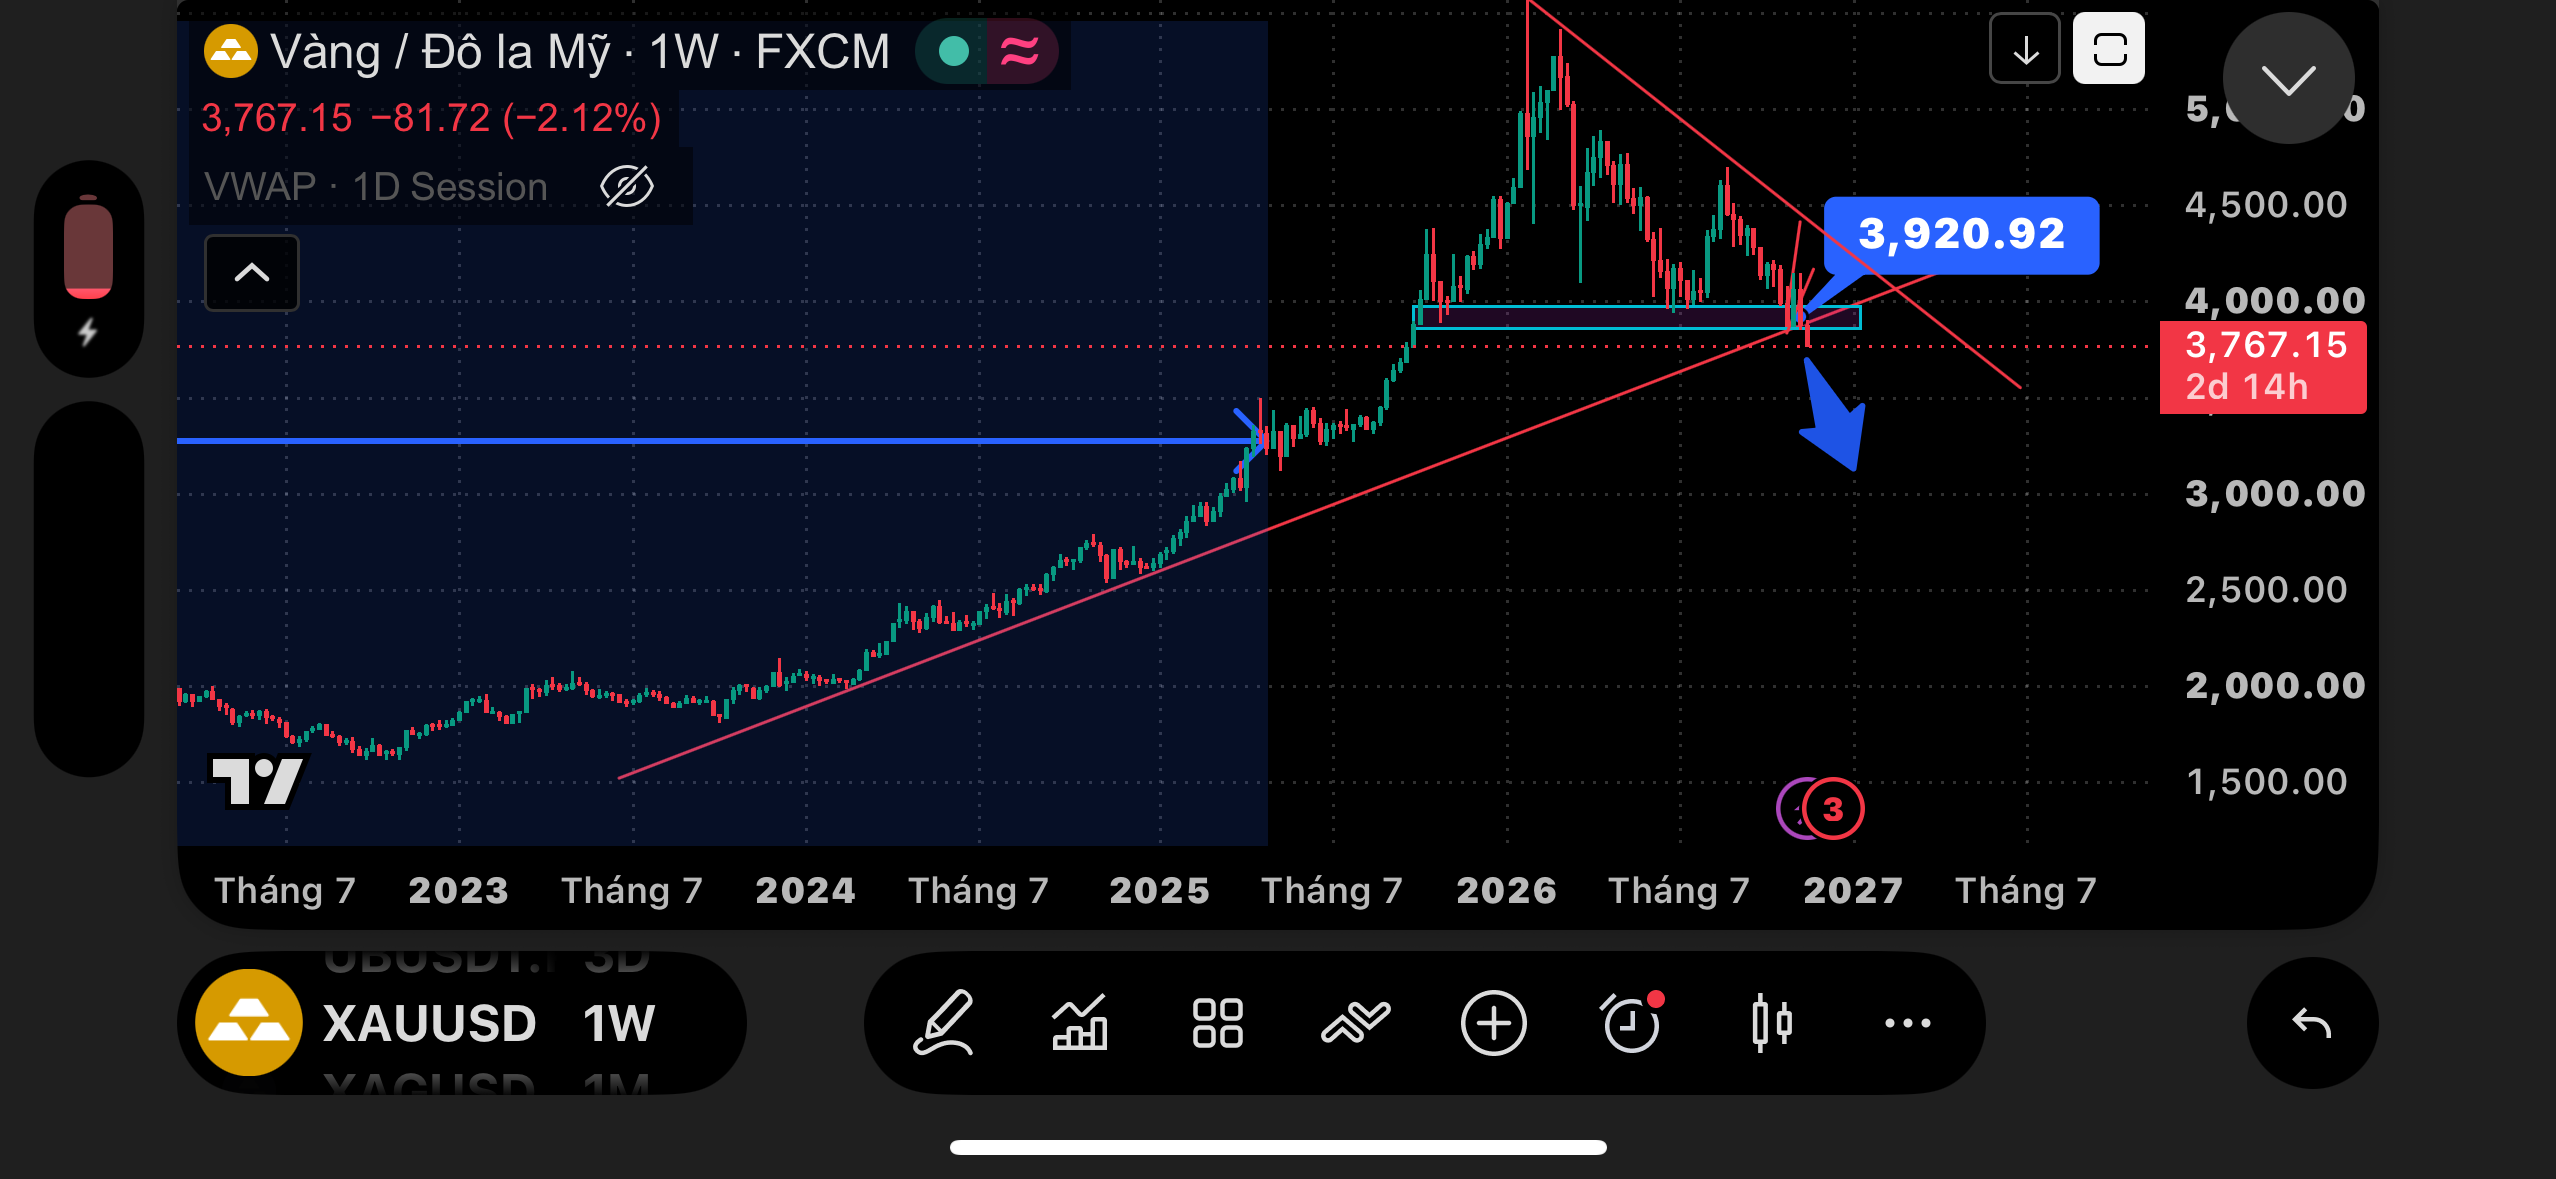 Vàng / Đô la Mỹ · 1W · FXCM
3,767.15 −81.72 (−2.12%)
VWAP · 1D Session
3,920.92
4,500.00
4,000.00
3,767.15
2d 14h
3,000.00
2,500.00
2,000.00
1,500.00
3
Tháng 7 2023 Tháng 7 2024 Tháng 7 2025 Tháng 7 2026 Tháng 7 2027 Tháng 7
3D
XAUUSD 1W
XAGUSD 1M